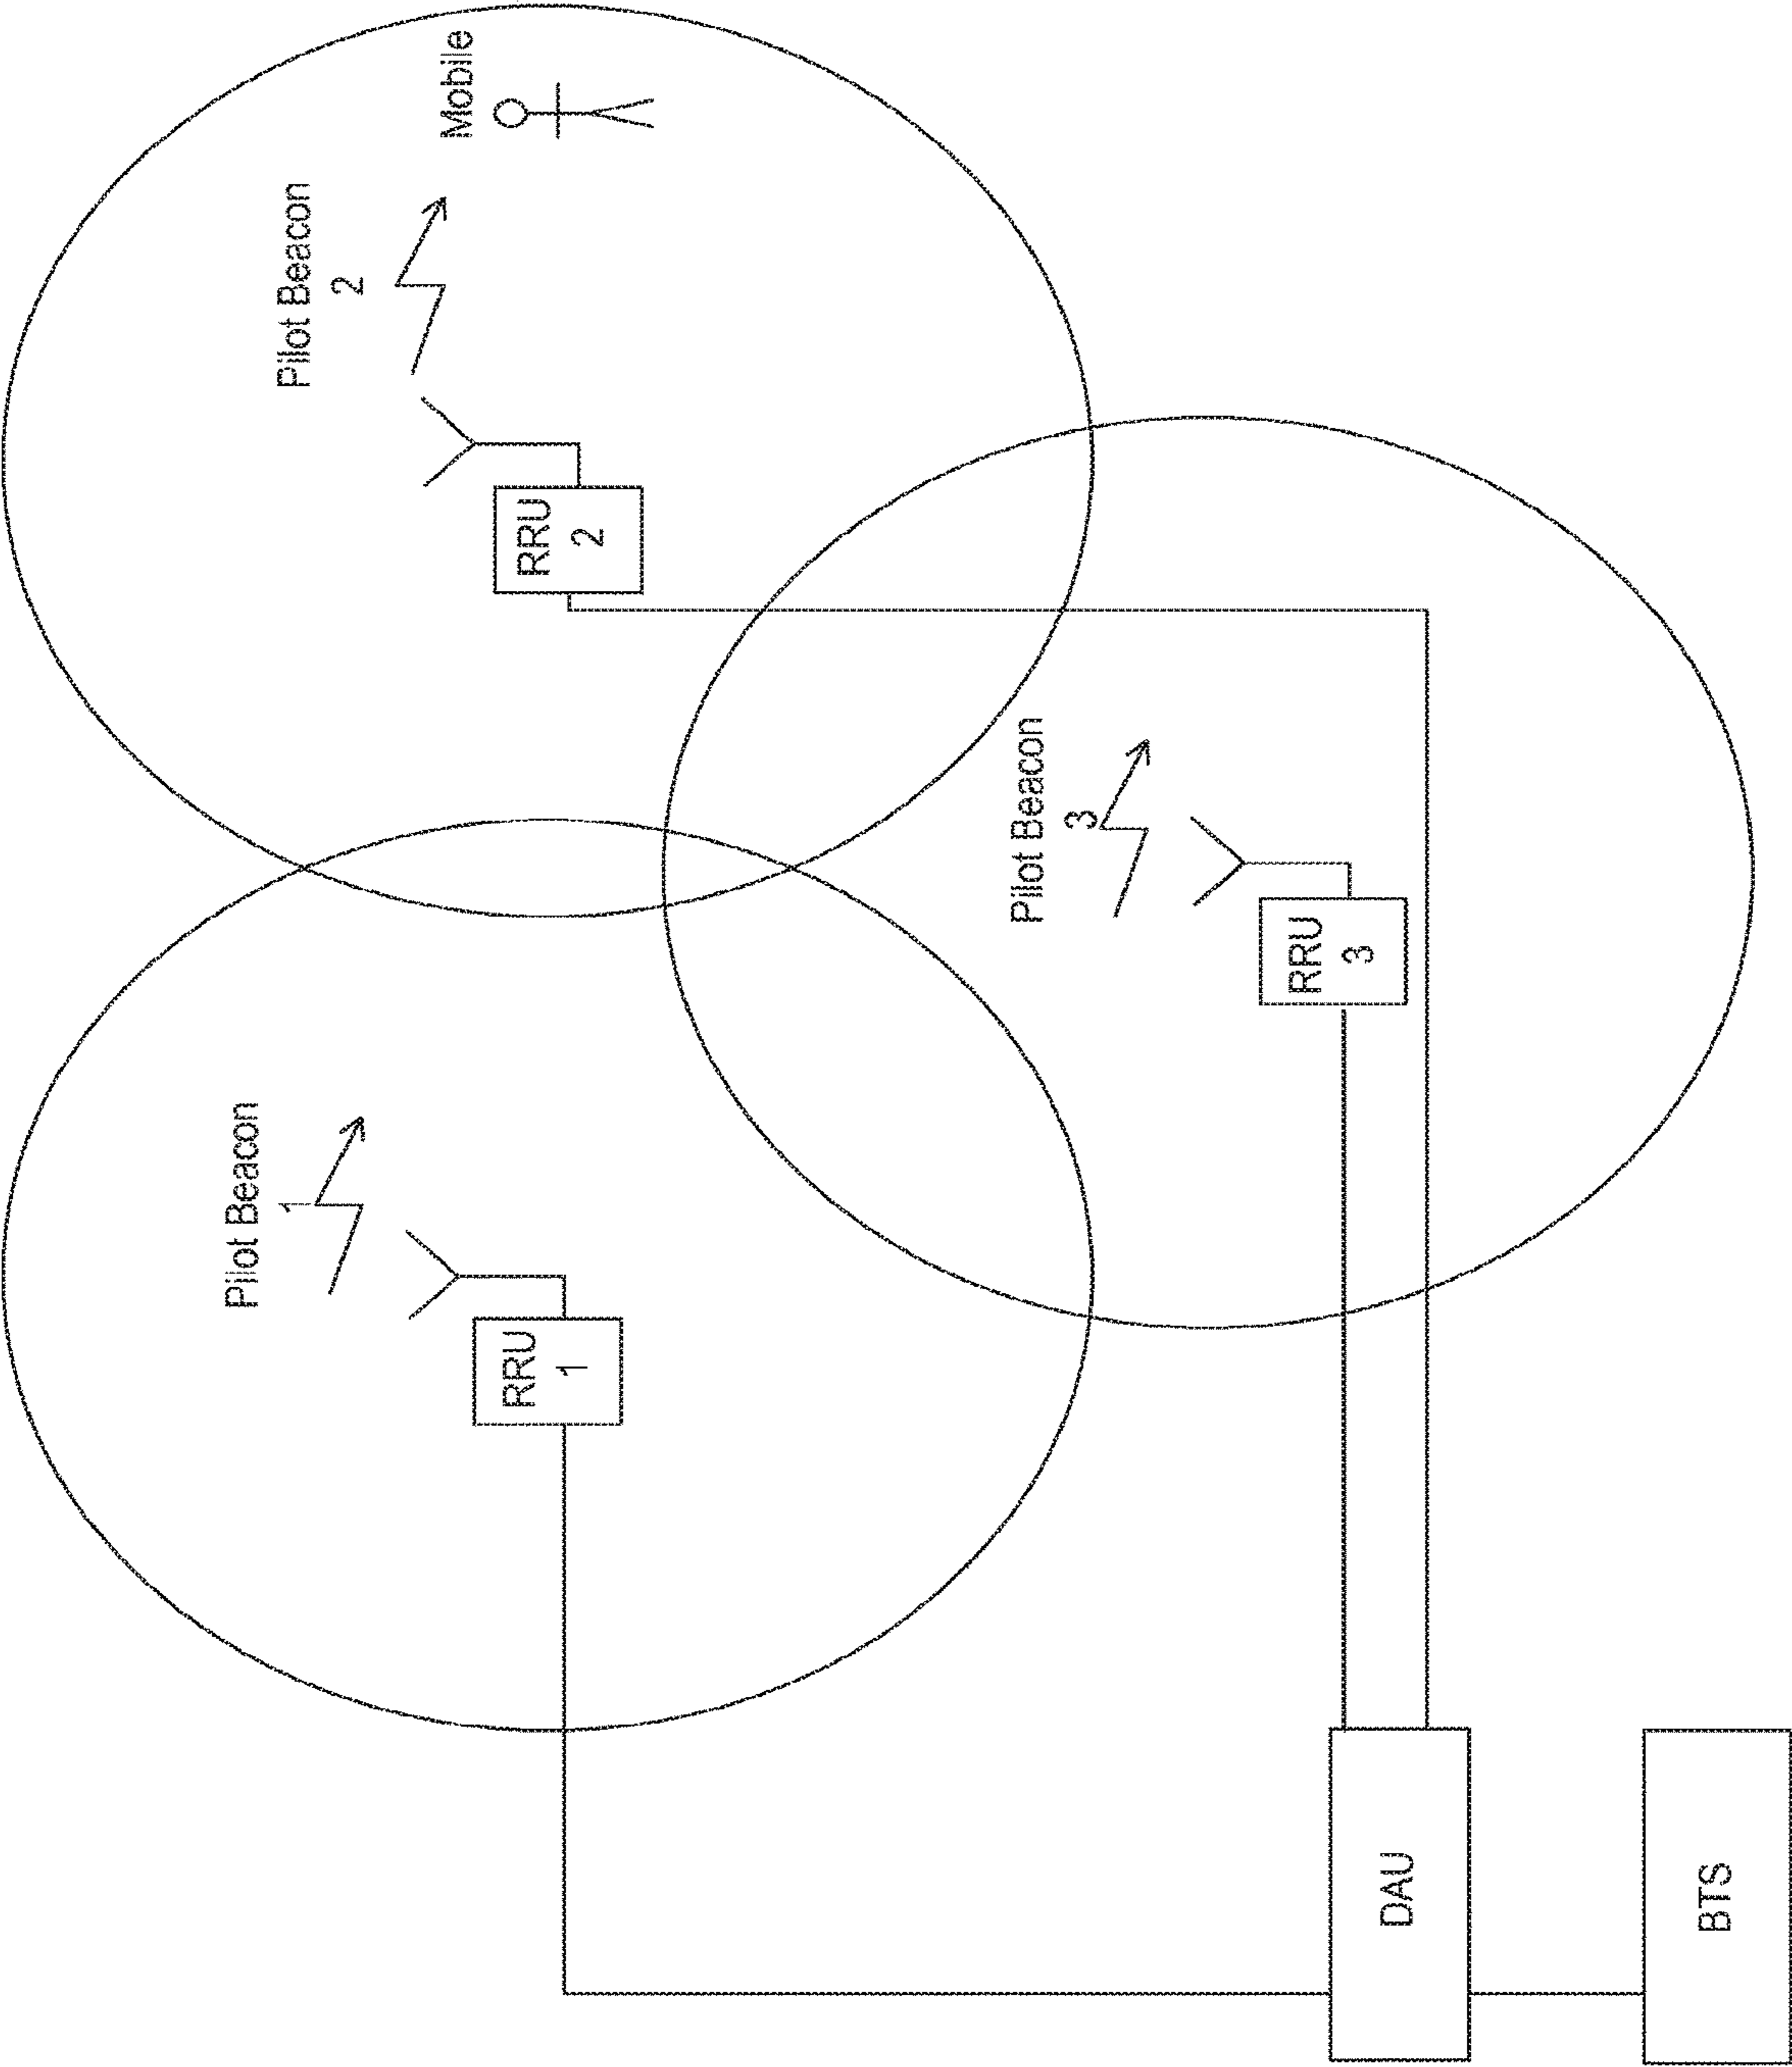 Pilot Beacon
1
Pilot Beacon
2
Mobile
RRU
1
RRU
2
Pilot Beacon
3
RRU
3
DAU
BTS